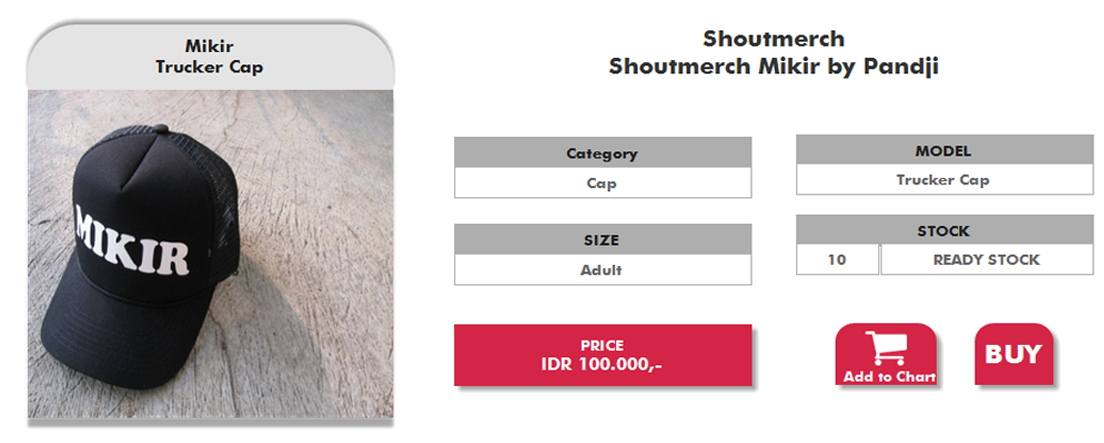 Mikir
Trucker Cap
MIKIR
Shoutmerch
Shoutmerch Mikir by Pandji
Category
Cap
MODEL
Trucker Cap
SIZE
Adult
STOCK
10
READY STOCK
PRICE
IDR 100.000,-
Add to Chart
BUY